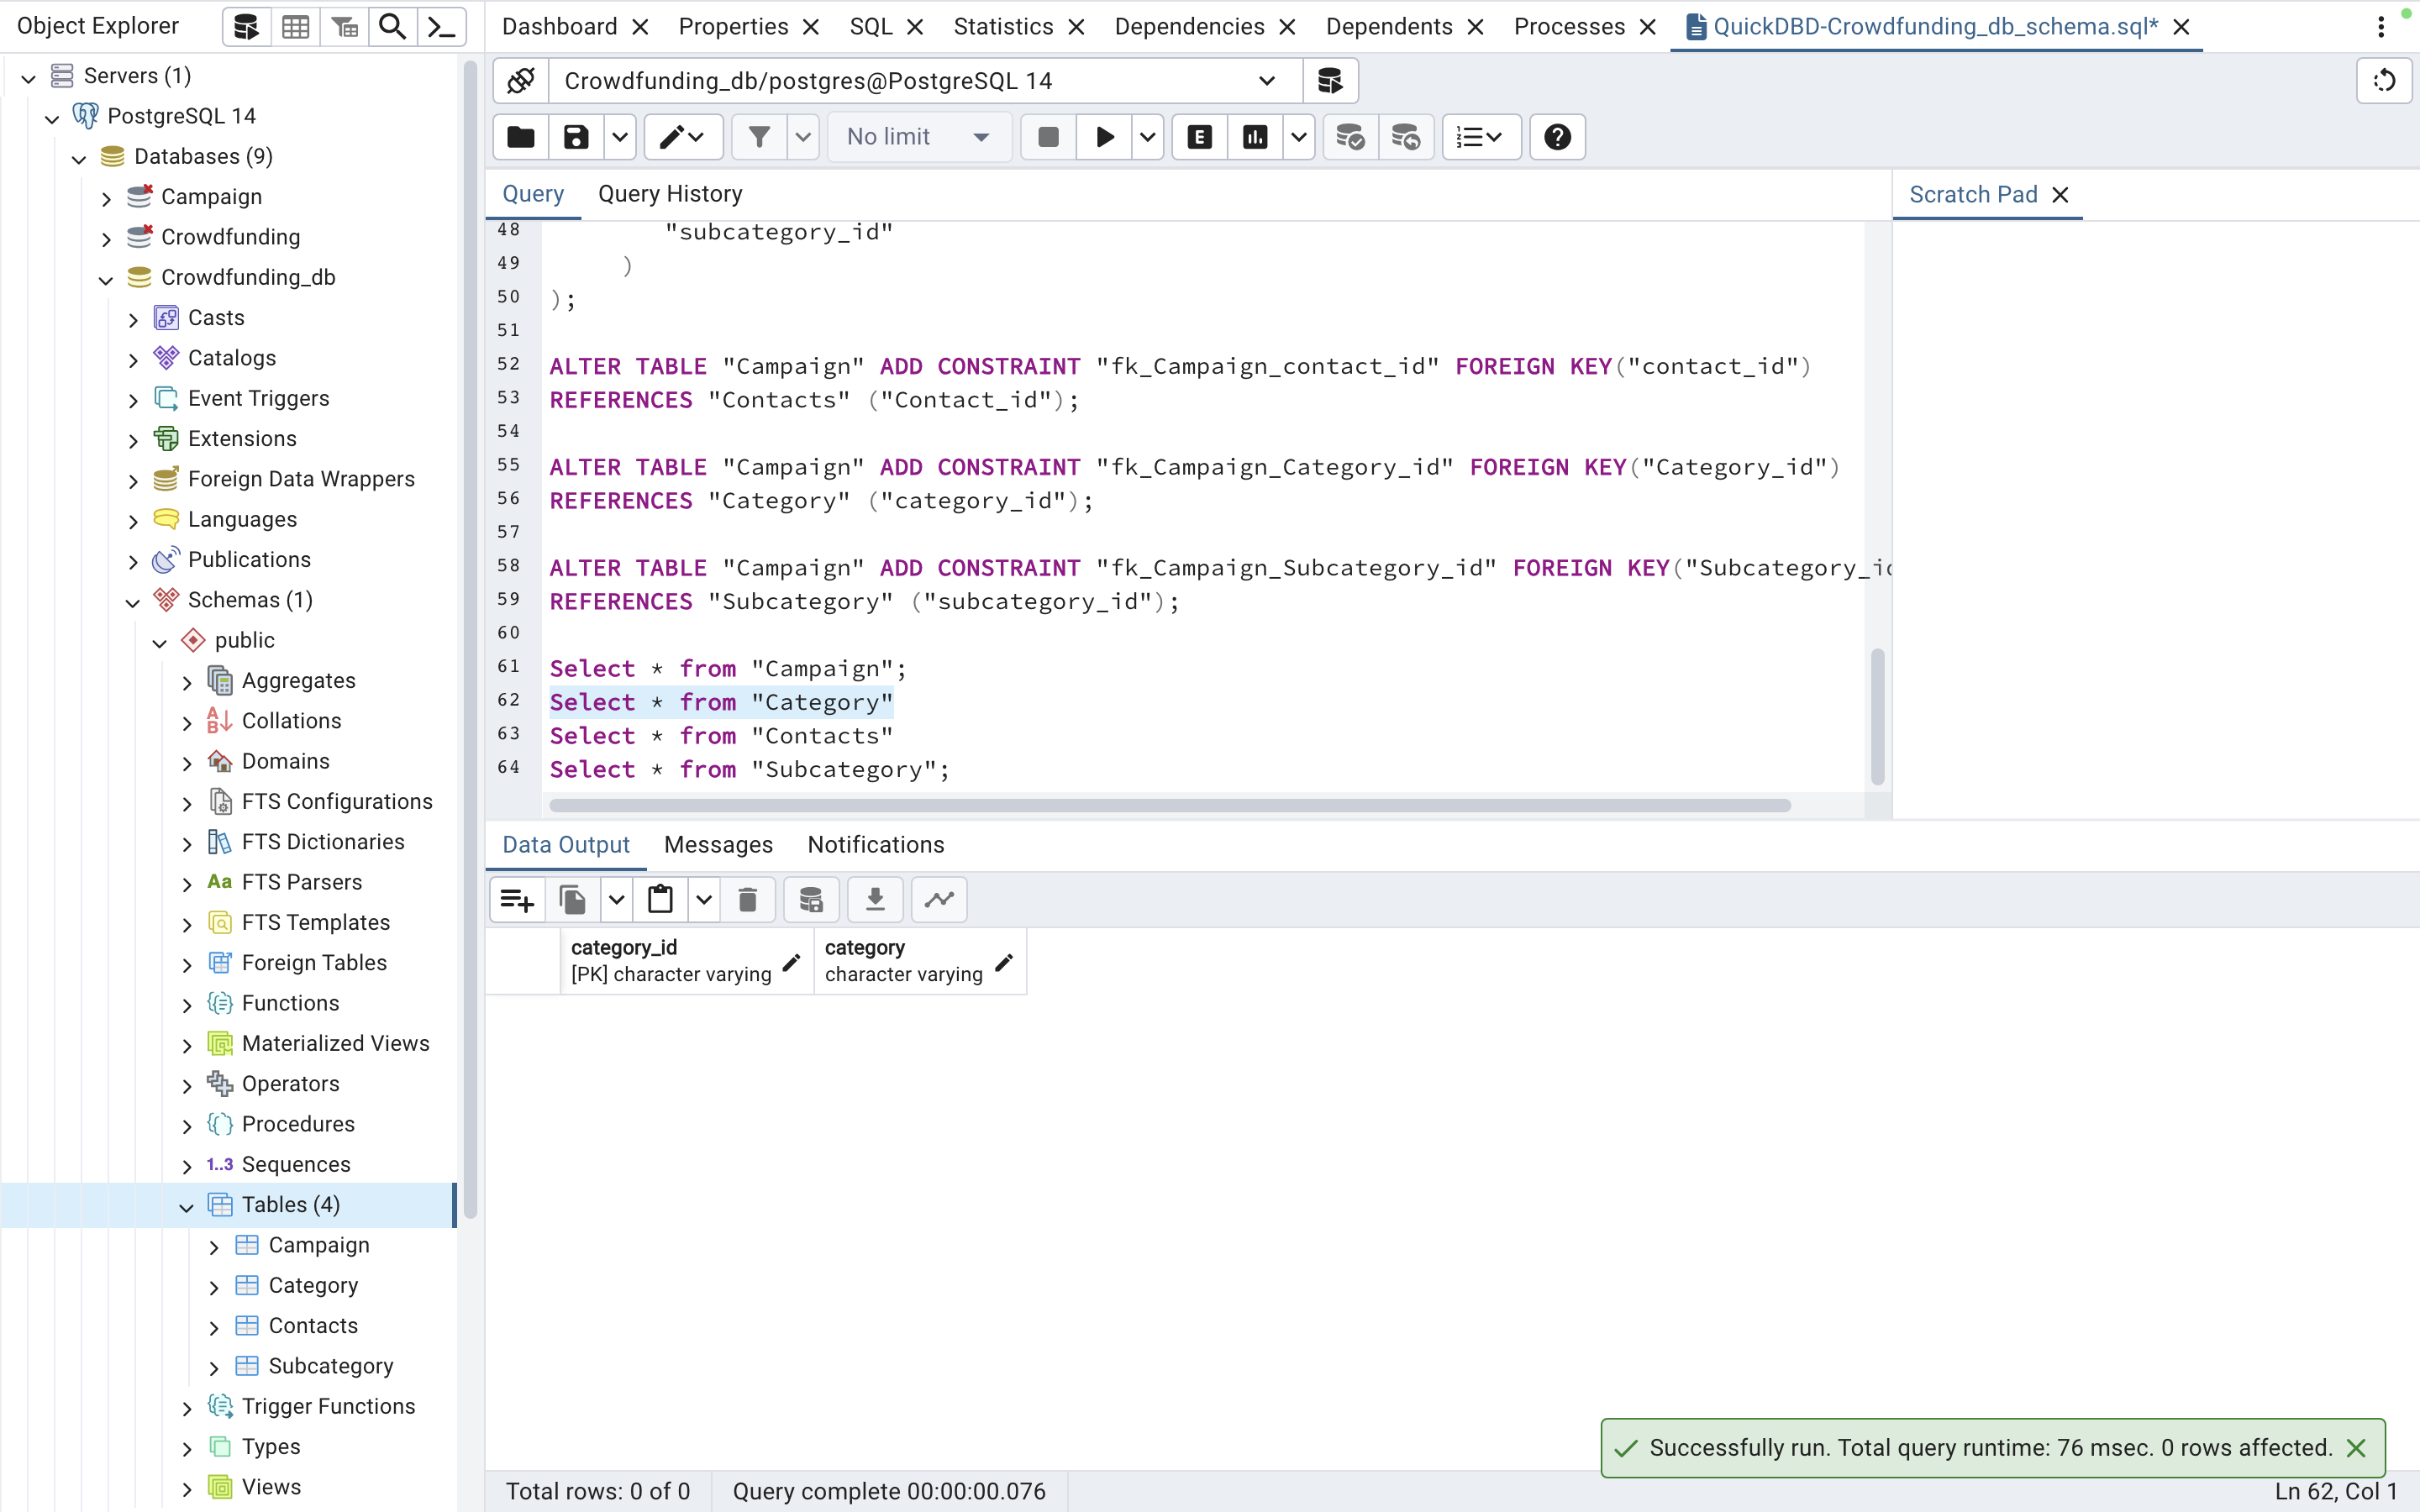 Object Explorer
Dashboard
Properties
SQL
Statistics
Dependencies
Dependents
Processes
QuickDBD-Crowdfunding_db_schema.sql*
Servers (1)
PostgreSQL 14
Databases (9)
Campaign
Crowdfunding
Crowdfunding_db
Casts
Catalogs
Event Triggers
Extensions
Foreign Data Wrappers
Languages
Publications
Schemas (1)
public
Aggregates
Collations
Domains
FTS Configurations
FTS Dictionaries
Aa FTS Parsers
FTS Templates
Foreign Tables
Functions
Materialized Views
Operators
Procedures
1..3 Sequences
Tables (4)
Campaign
Category
Contacts
Subcategory
Trigger Functions
Types
Views
Crowdfunding_db/postgres@PostgreSQL 14
No limit
E
Query
Query History
Scratch Pad
48 "subcategory_id"
49 )
50 );
51
52 ALTER TABLE "Campaign" ADD CONSTRAINT "fk_Campaign_contact_id" FOREIGN KEY("contact_id")
53 REFERENCES "Contacts" ("Contact_id");
54
55 ALTER TABLE "Campaign" ADD CONSTRAINT "fk_Campaign_Category_id" FOREIGN KEY("Category_id")
56 REFERENCES "Category" ("category_id");
57
58 ALTER TABLE "Campaign" ADD CONSTRAINT "fk_Campaign_Subcategory_id" FOREIGN KEY("Subcategory_id
59 REFERENCES "Subcategory" ("subcategory_id");
60
61 Select * from "Campaign";
62 Select * from "Category"
63 Select * from "Contacts"
64 Select * from "Subcategory";
Data Output
Messages
Notifications
category_id
[PK] character varying
category
character varying
Successfully run. Total query runtime: 76 msec. 0 rows affected.
Total rows: 0 of 0
Query complete 00:00:00.076
Ln 62, Col 1